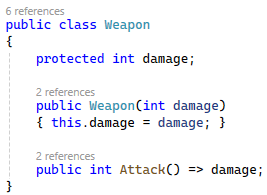 6 references
public class Weapon
{
protected int damage;
2 references
public Weapon(int damage)
{ this.damage = damage; }
2 references
public int Attack() => damage;
}